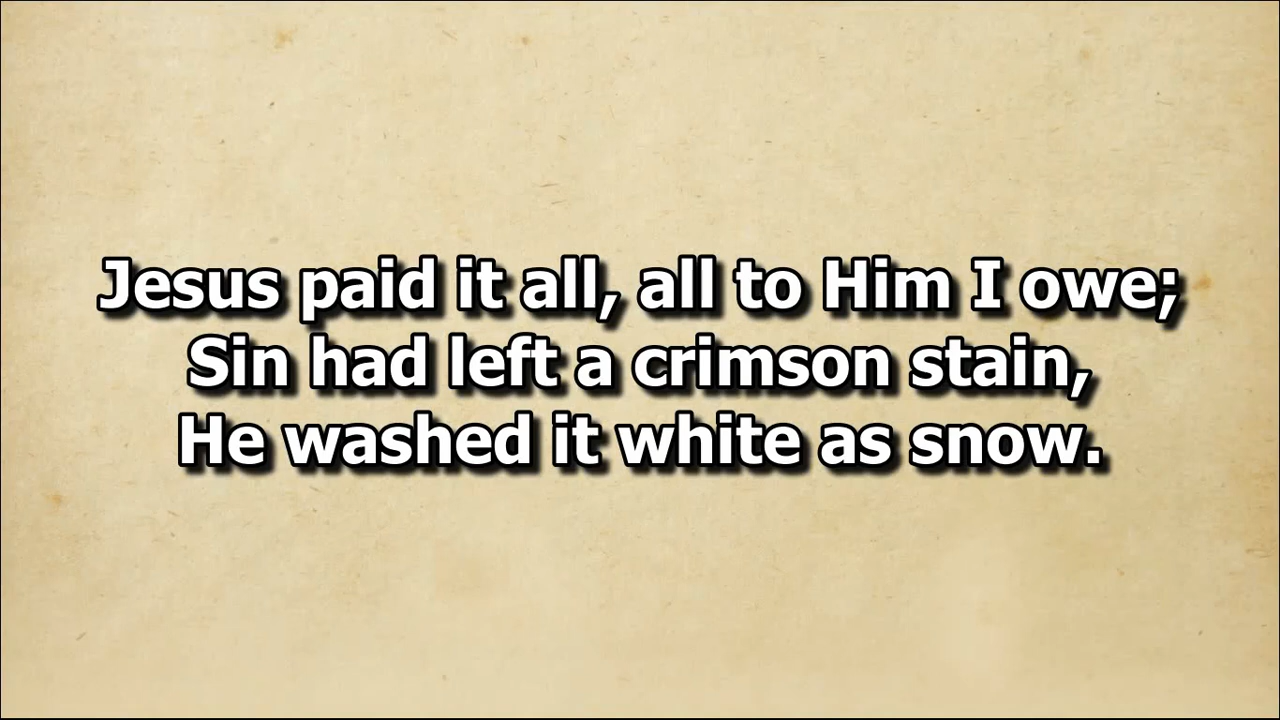 Jesus paid it all, all to Him I owe;
Sin had left a crimson stain,
He washed it white as snow.